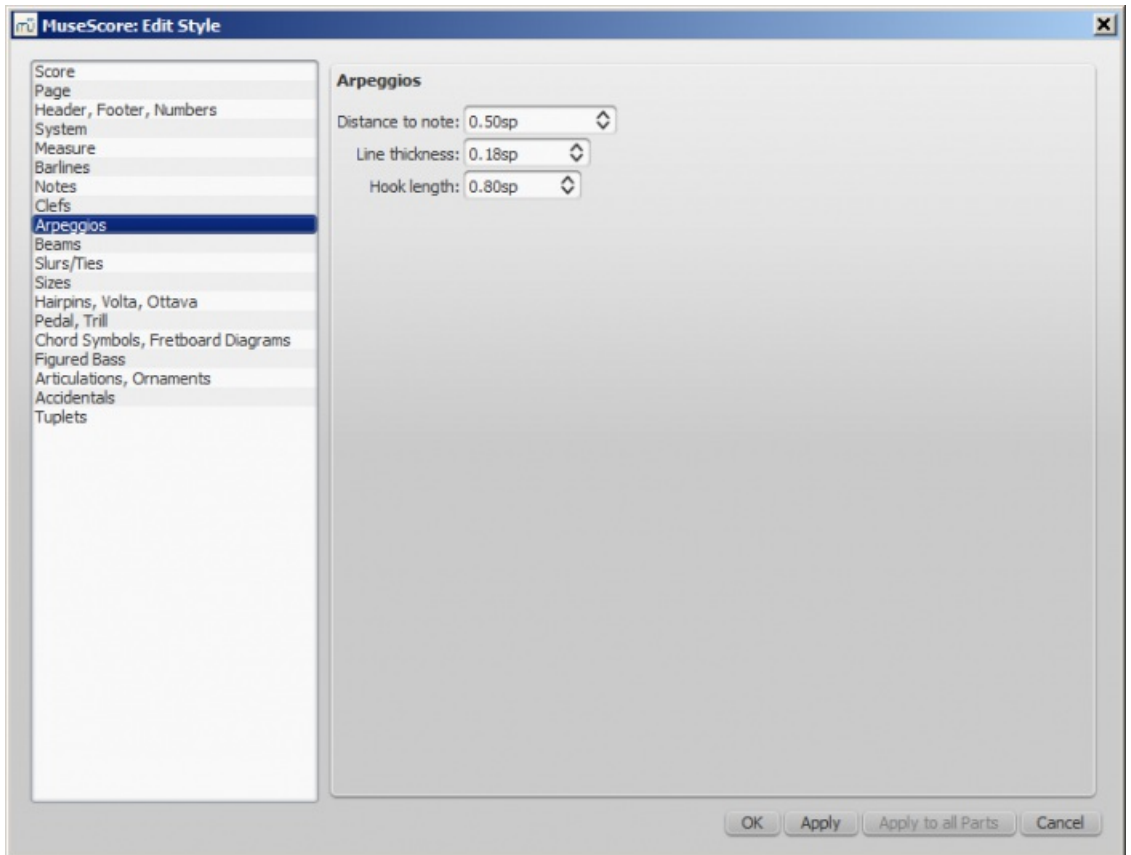 mü MuseScore: Edit Style
Score
Page
Header, Footer, Numbers
System
Measure
Barlines
Notes
Clefs
Arpeggios
Beams
Slurs/Ties
Sizes
Hairpins, Volta, Ottava
Pedal, Trill
Chord Symbols, Fretboard Diagrams
Figured Bass
Articulations, Ornaments
Accidentals
Tuplets
Arpeggios
Distance to note: 0.50sp
Line thickness: 0.18sp
Hook length: 0.80sp
OK Apply Apply to all Parts Cancel